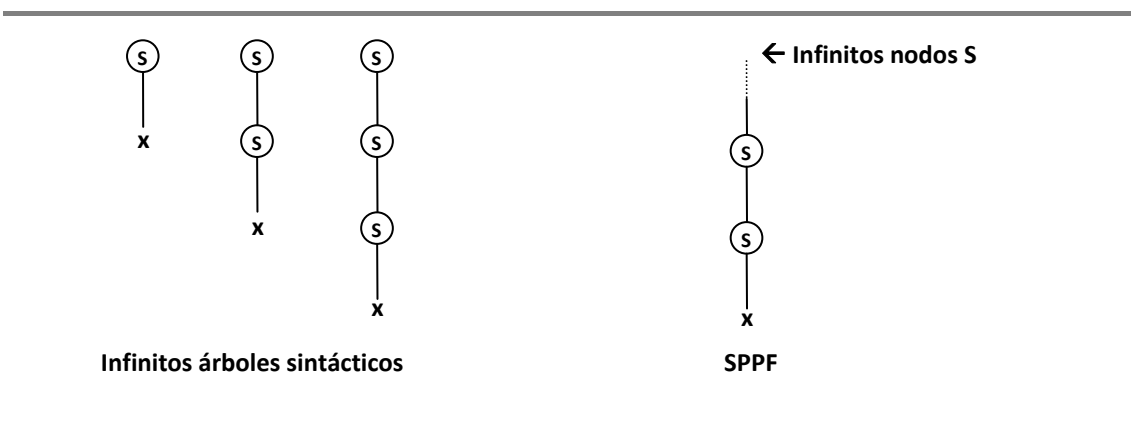 S S S ← Infinitos nodos S
x S S S
x S S
x x
Infinitos árboles sintácticos SPPF